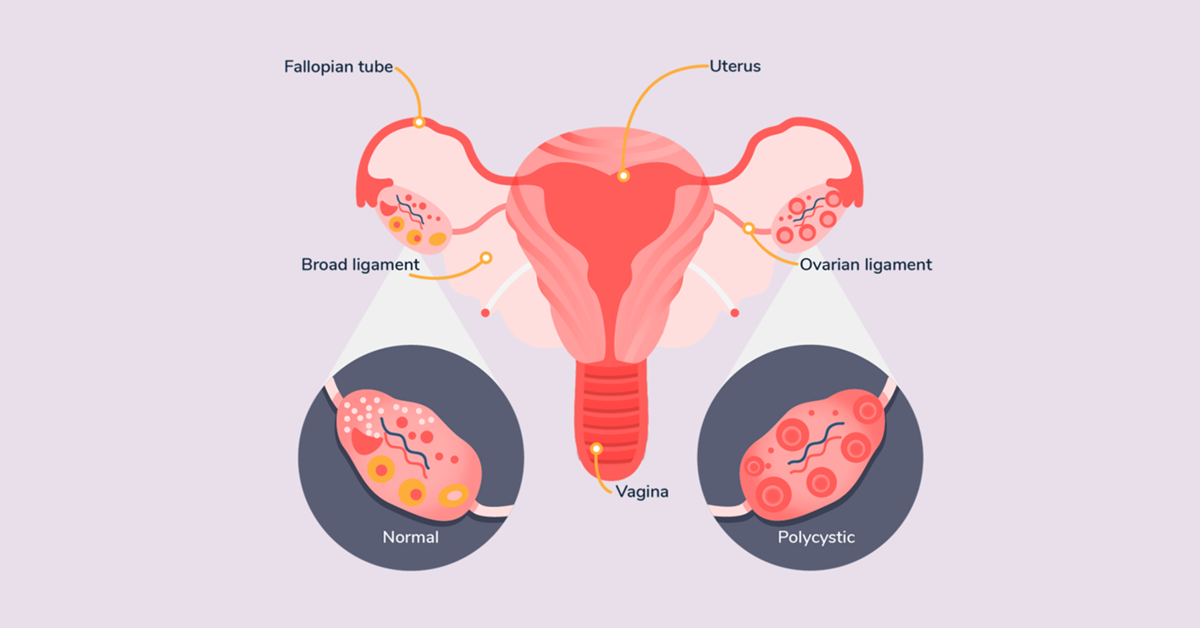 Fallopian tube
Uterus
Broad ligament
Ovarian ligament
Vagina
Normal
Polycystic